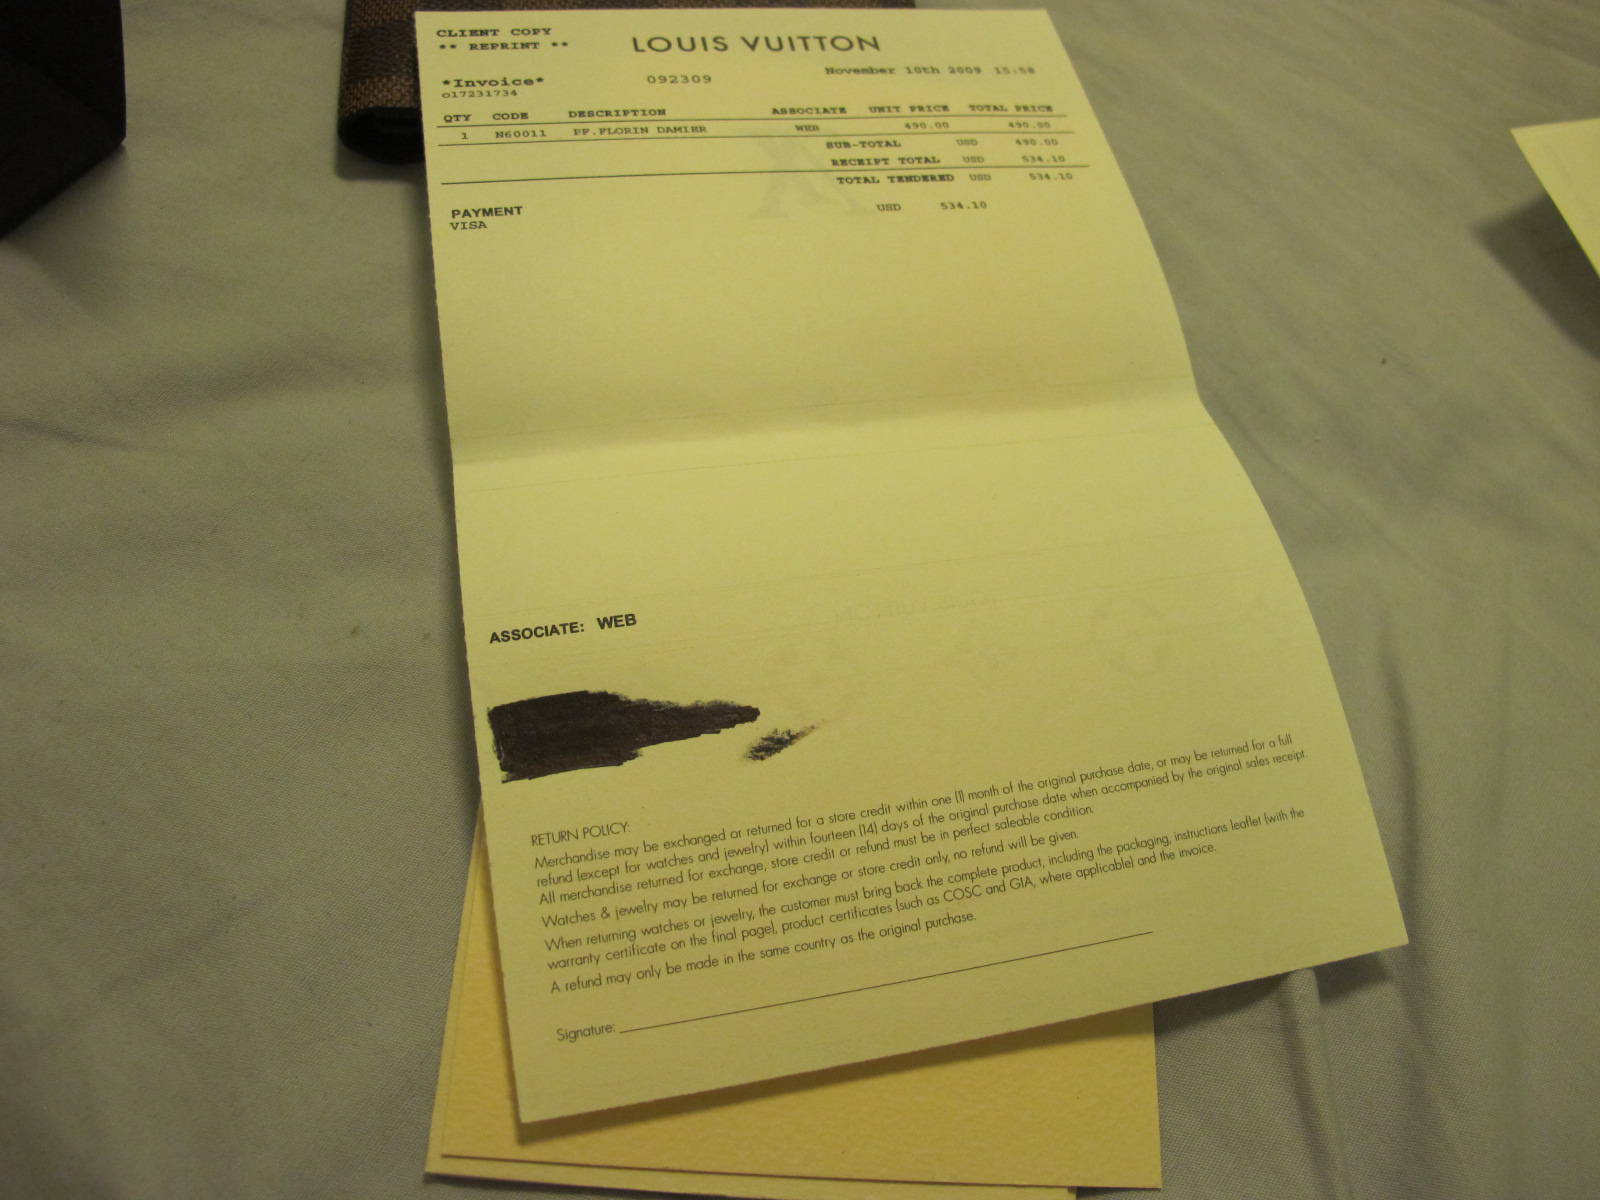 CLIENT COPY
** REPRINT **
LOUIS VUITTON
*Invoice* 092309 November 10th 2009 15:58
017231734
QTY CODE DESCRIPTION ASSOCIATE UNIT PRICE TOTAL PRICE
1 N60011 PF.FLORIN DAMIER WEB 490.00 490.00
SUB-TOTAL USD 490.00
RECEIPT TOTAL USD 534.10
TOTAL TENDERED USD 534.10
PAYMENT USD 534.10
VISA
ASSOCIATE: WEB
RETURN POLICY:
Merchandise may be exchanged or returned for a store credit within one (1) month of the original purchase date, or may be returned for a full
refund (except for watches and jewelry) within fourteen (14) days of the original purchase date when accompanied by the original sales receipt.
All merchandise returned for exchange, store credit or refund must be in perfect saleable condition.
Watches & jewelry may be returned for exchange or store credit only, no refund will be given.
When returning watches or jewelry, the customer must bring back the complete product, including the packaging, instructions leaflet (with the
warranty certificate on the final page), product certificates (such as COSC and GIA, where applicable) and the invoice.
A refund may only be made in the same country as the original purchase.
Signature: